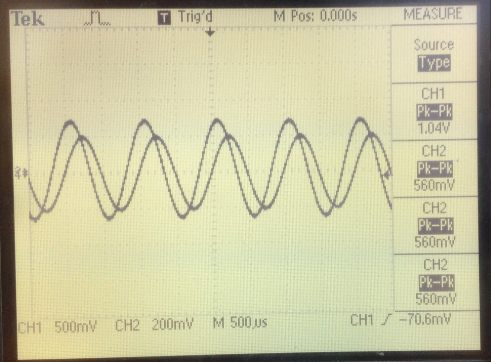 Tek T Trig'd M Pos: 0.000s MEASURE
Source
Type
CH1
Pk-Pk
1.04V
CH2
Pk-Pk
560mV
CH2
Pk-Pk
560mV
CH2
Pk-Pk
560mV
CH1 500mV CH2 200mV M 500µs CH1 -70.6mV